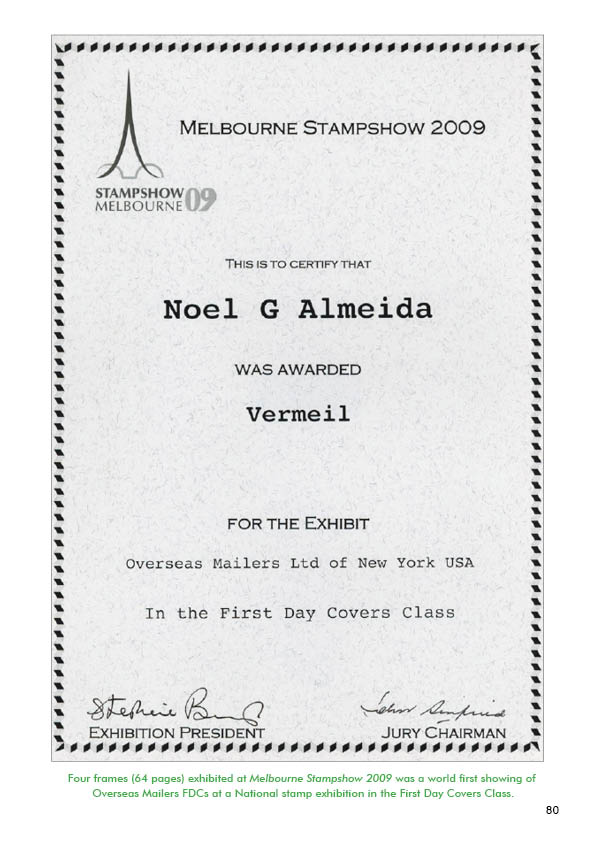 MELBOURNE STAMPSHOW 2009
STAMPSHOW
MELBOURNE 09
THIS IS TO CERTIFY THAT
Noel G Almeida
WAS AWARDED
Vermeil
FOR THE EXHIBIT
Overseas Mailers Ltd of New York USA
In the First Day Covers Class
EXHIBITION PRESIDENT
JURY CHAIRMAN
Four frames (64 pages) exhibited at Melbourne Stampshow 2009 was a world first showing of
Overseas Mailers FDCs at a National stamp exhibition in the First Day Covers Class.
80